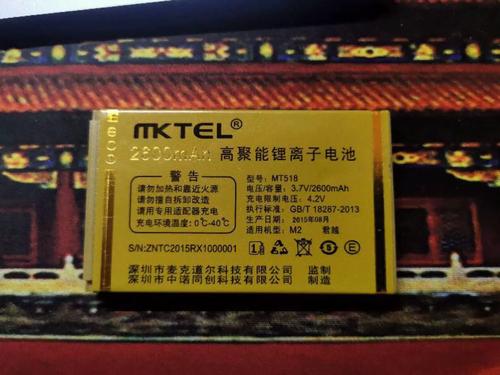 MKTEL®
2600mAh 高聚能锂离子电池
警告
请勿加热和靠近火源
请勿擅自拆卸改造
请用专用适配器充电
充电环境温度：0℃-40℃
S/N:ZNTC2015RX1000001
型号：MT518
电压/容量：3.7V/2600mAh
充电限制电压：4.2V
执行标准：GB/T 18287-2013
生产日期：2015年08月
适用机型：M2 君越
5 E
深圳市麦克道尔科技有限公司 监制
深圳市中诺同创科技有限公司 制造